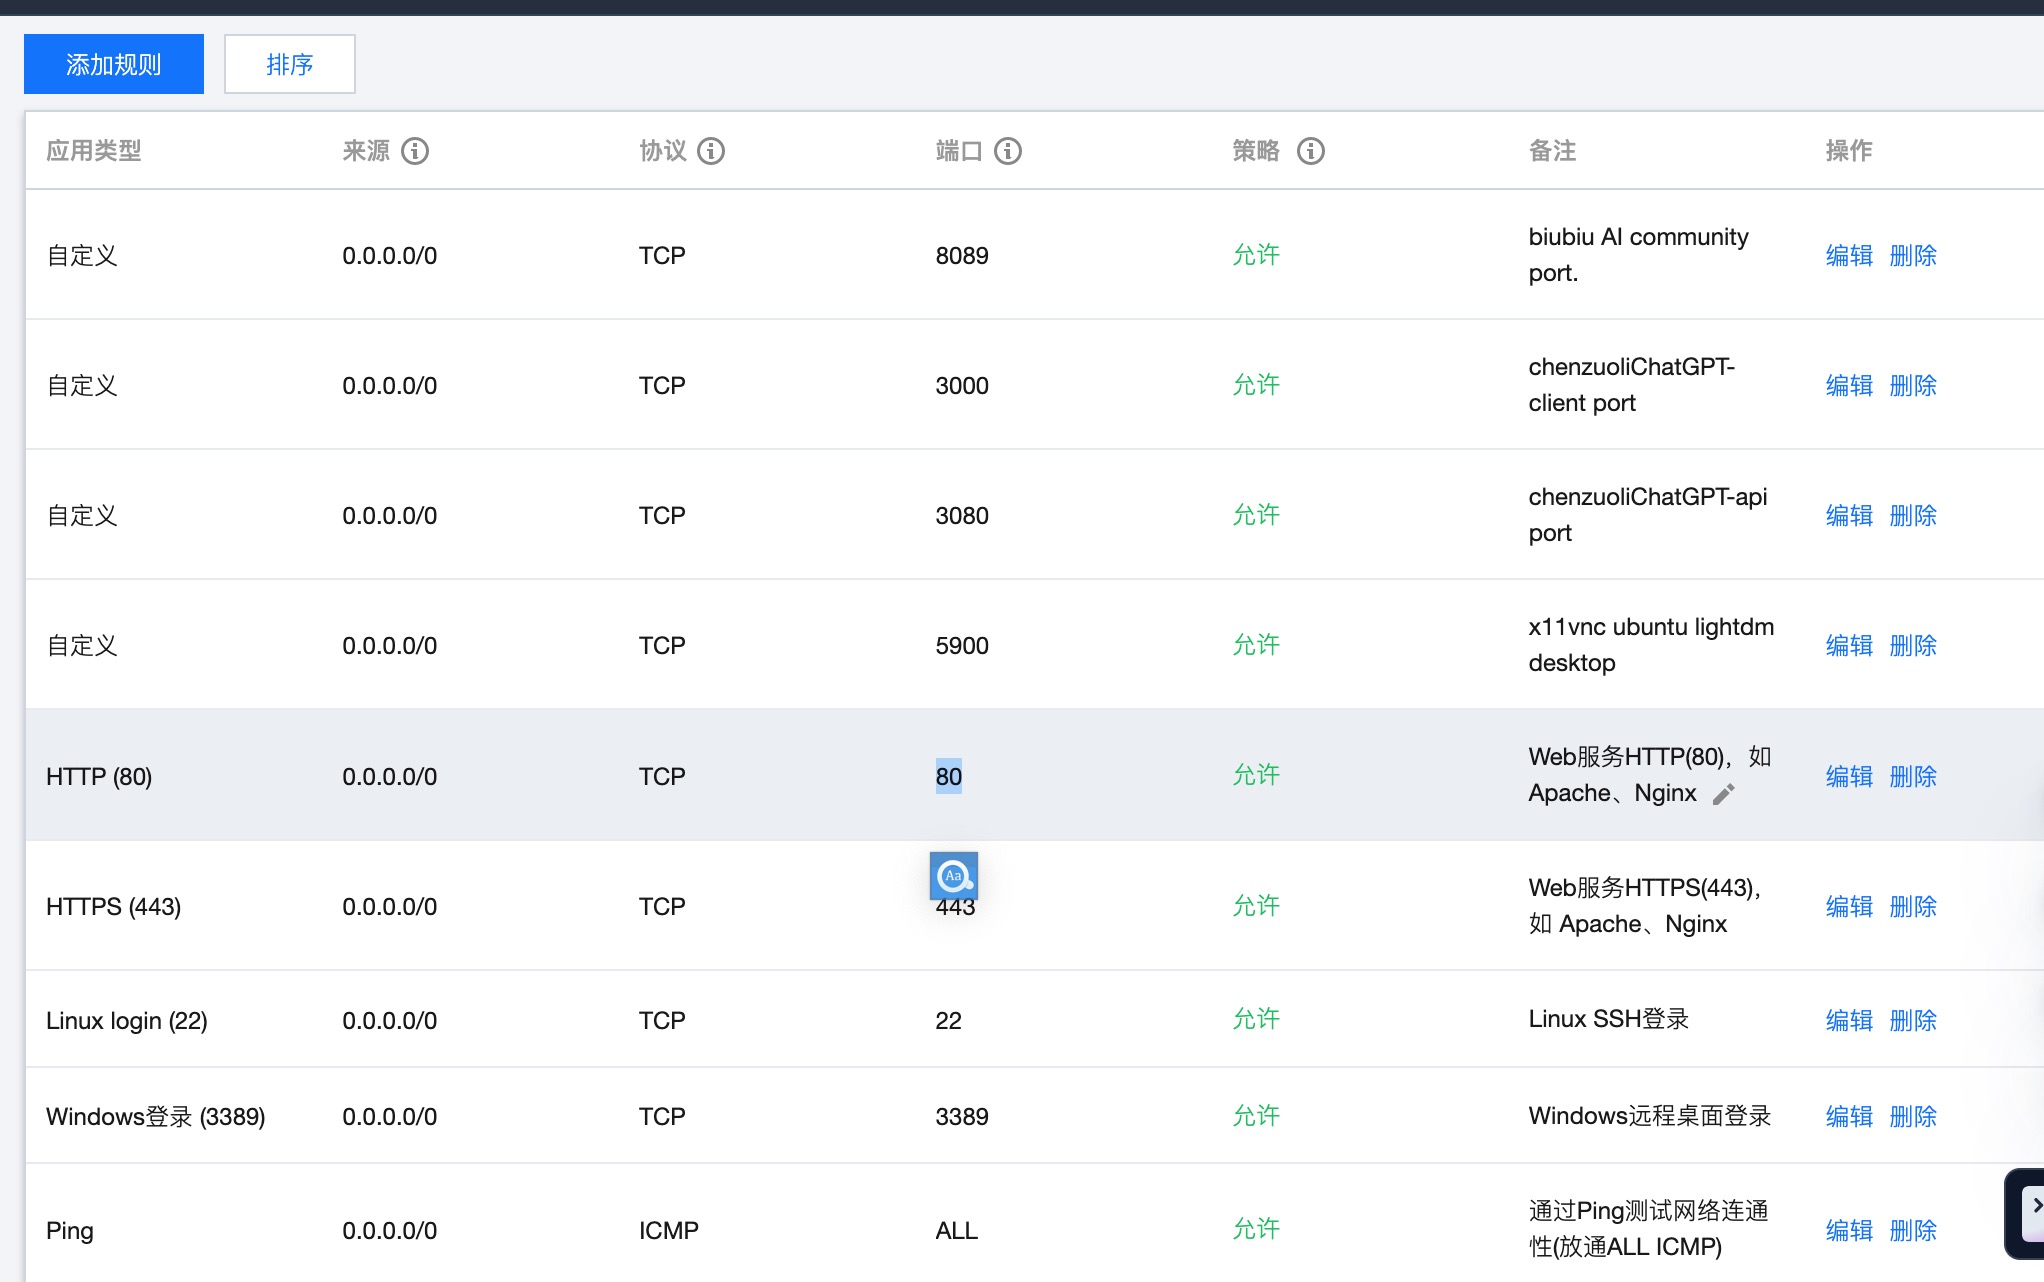 添加规则 排序
应用类型 来源 协议 端口 策略 备注 操作
自定义 0.0.0.0/0 TCP 8089 允许 biubiu AI community port. 编辑 删除
自定义 0.0.0.0/0 TCP 3000 允许 chenzuoliChatGPT-client port 编辑 删除
自定义 0.0.0.0/0 TCP 3080 允许 chenzuoliChatGPT-api port 编辑 删除
自定义 0.0.0.0/0 TCP 5900 允许 x11vnc ubuntu lightdm desktop 编辑 删除
HTTP (80) 0.0.0.0/0 TCP 80 允许 Web服务HTTP(80)，如 Apache、Nginx 编辑 删除
Aa
HTTPS (443) 0.0.0.0/0 TCP 443 允许 Web服务HTTPS(443)，如 Apache、Nginx 编辑 删除
Linux login (22) 0.0.0.0/0 TCP 22 允许 Linux SSH登录 编辑 删除
Windows登录 (3389) 0.0.0.0/0 TCP 3389 允许 Windows远程桌面登录 编辑 删除
Ping 0.0.0.0/0 ICMP ALL 允许 通过Ping测试网络连通性(放通ALL ICMP) 编辑 删除